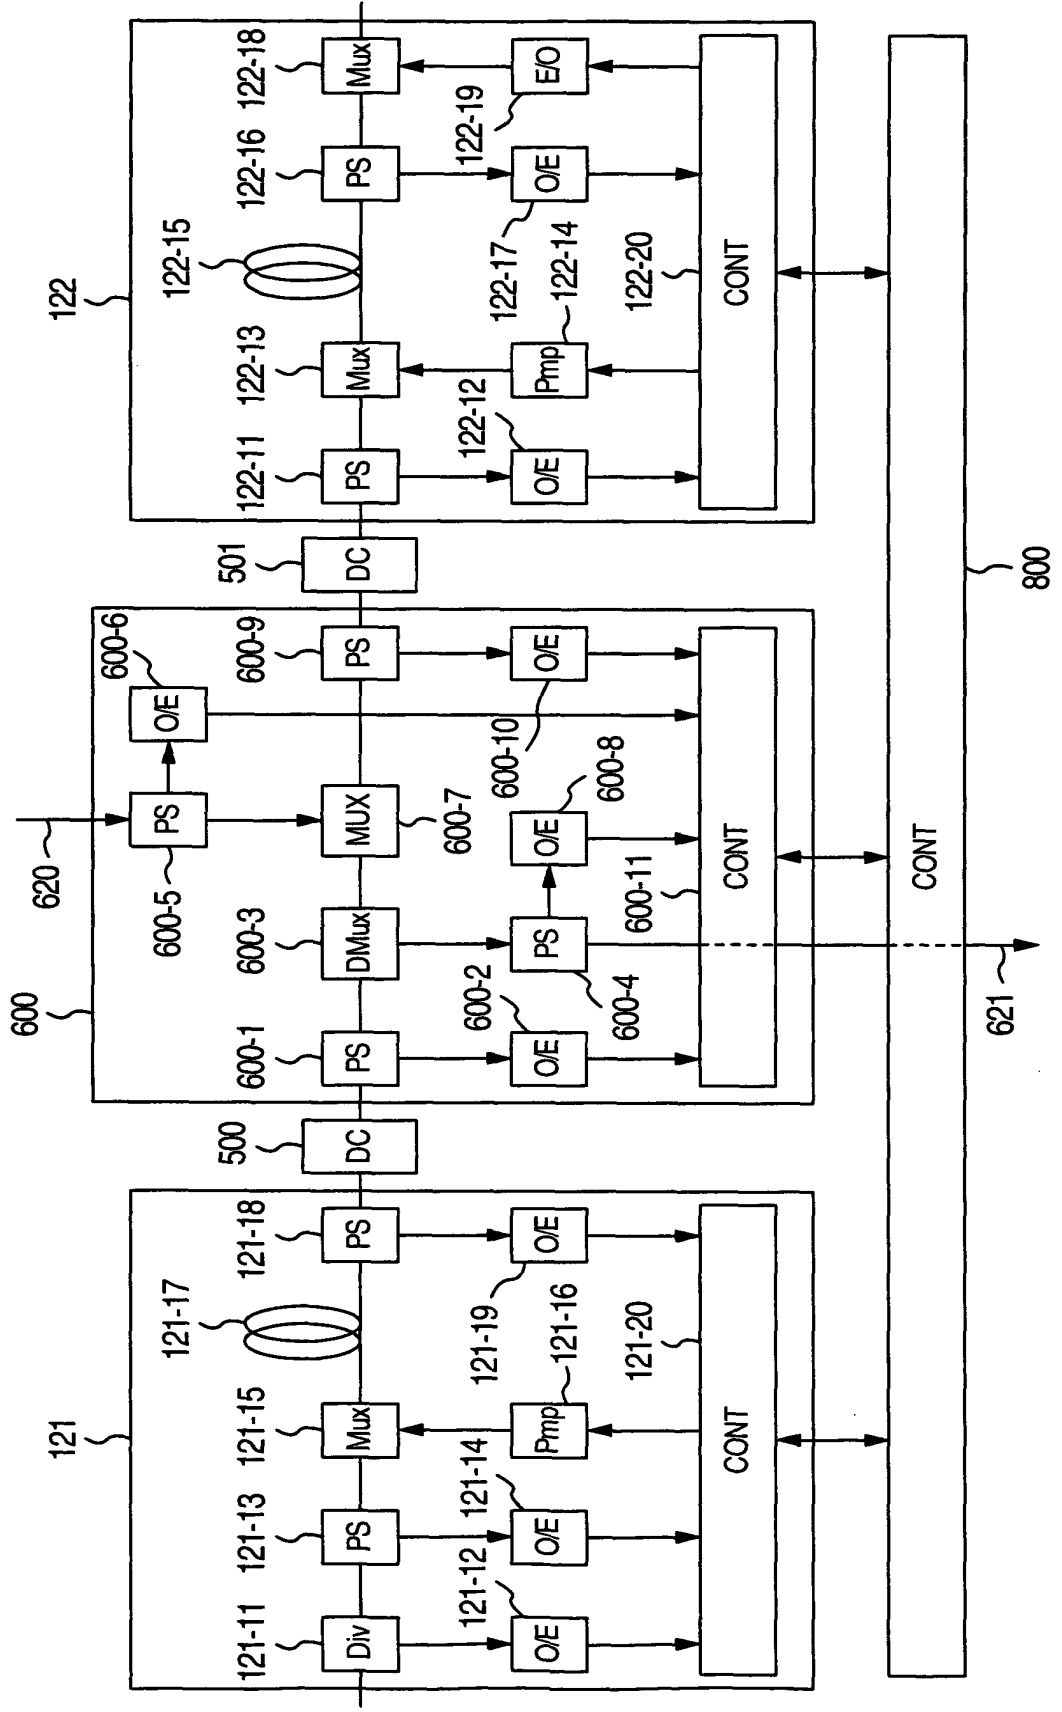 121
121-11
121-13
121-15
121-17
121-18
Div
PS
Mux
PS
121-12
121-14
121-16
121-19
O/E
O/E
Pmp
O/E
121-20
CONT
500
DC
600
620
600-5
600-6
PS
O/E
600-1
600-3
600-9
PS
DMux
MUX
PS
600-7
600-2
600-4
600-8
600-10
O/E
PS
O/E
O/E
600-11
CONT
501
DC
122
122-11
122-13
122-15
122-16
122-18
PS
Mux
PS
Mux
122-12
122-14
122-17
122-19
O/E
Pmp
O/E
E/O
122-20
CONT
CONT
621
800